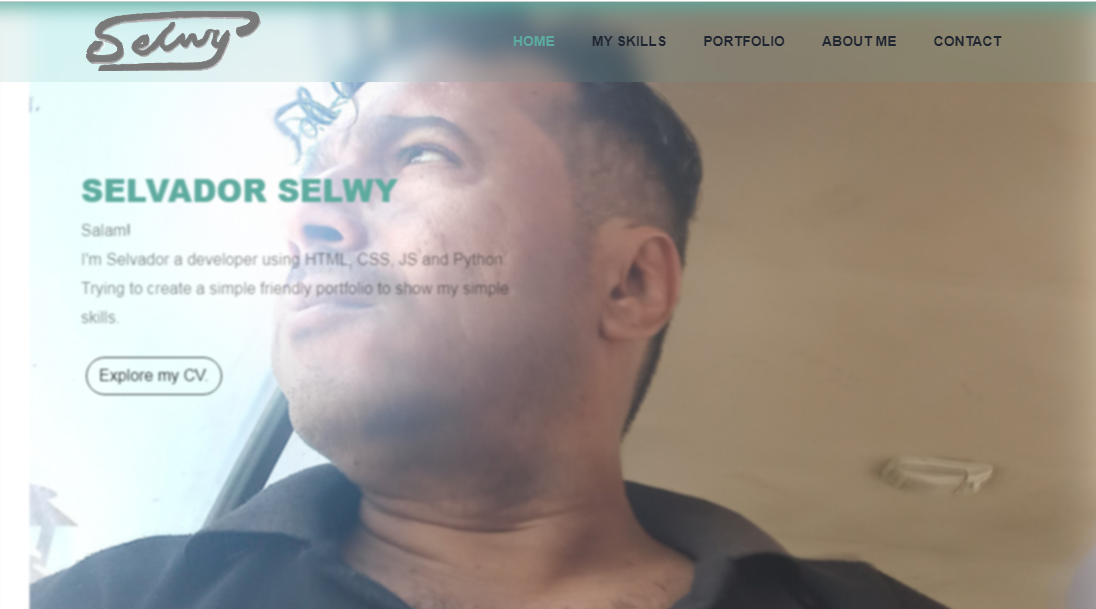 Selwy
HOME MY SKILLS PORTFOLIO ABOUT ME CONTACT
SELVADOR SELWY
Salam!
I'm Selvador a developer using HTML, CSS, JS and Python.
Trying to create a simple friendly portfolio to show my simple
skills.
Explore my CV.